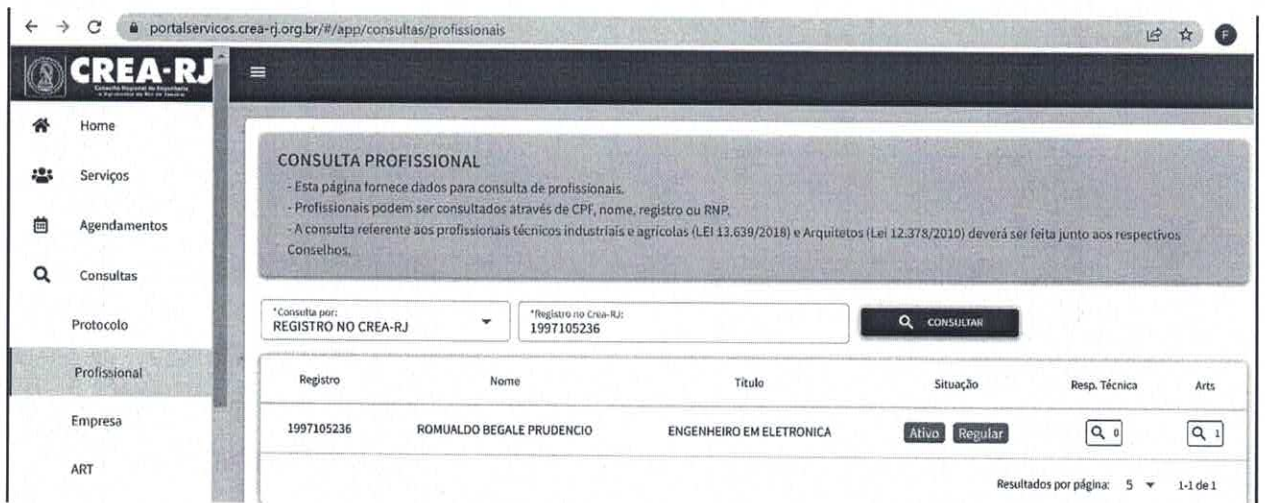 portalservicos.crea-rj.org.br/#/app/consultas/profissionais
F
CREA-RJ
Home
Serviços
Agendamentos
Consultas
Protocolo
Profissional
Empresa
ART
CONSULTA PROFISSIONAL
- Esta página fornece dados para consulta de profissionais.
- Profissionais podem ser consultados através de CPF, nome, registro ou RNP.
- A consulta referente aos profissionais técnicos industriais e agrícolas (LEI 13.639/2018) e Arquitetos (Lei 12.378/2010) deverá ser feita junto aos respectivos
Conselhos.
*Consulta por:
REGISTRO NO CREA-RJ
*Registro no Crea-RJ:
1997105236
CONSULTAR
Registro Nome Título Situação Resp. Técnica Arts
1997105236 ROMUALDO BEGALE PRUDENCIO ENGENHEIRO EM ELETRONICA Ativo Regular 0 1
Resultados por página: 5 1-1 de 1